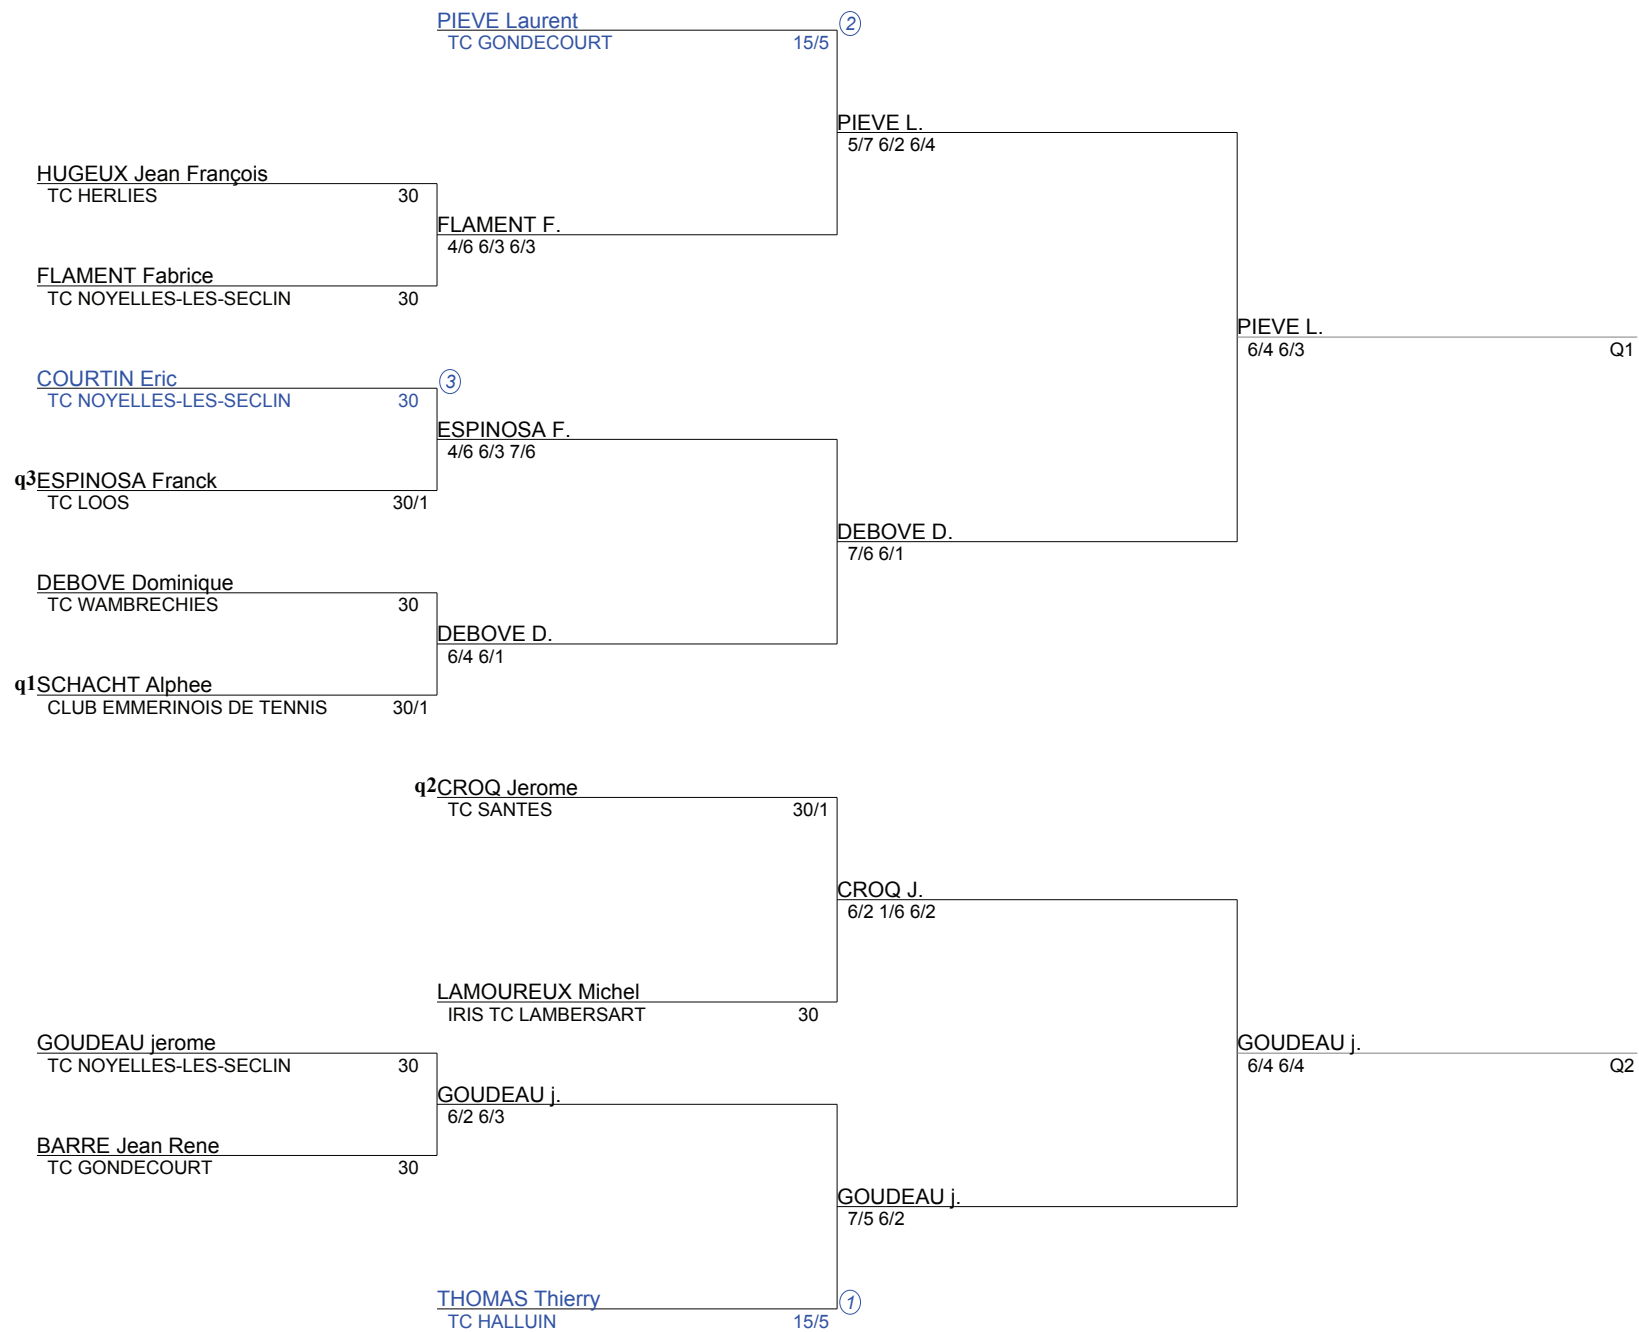 PIEVE Laurent ②
TC GONDECOURT 15/5
PIEVE L.
5/7 6/2 6/4
HUGEUX Jean François
TC HERLIES 30
FLAMENT F.
4/6 6/3 6/3
FLAMENT Fabrice
TC NOYELLES-LES-SECLIN 30
PIEVE L.
6/4 6/3 Q1
COURTIN Eric ③
TC NOYELLES-LES-SECLIN 30
ESPINOSA F.
4/6 6/3 7/6
q3 ESPINOSA Franck
TC LOOS 30/1
DEBOVE D.
7/6 6/1
DEBOVE Dominique
TC WAMBRECHIES 30
DEBOVE D.
6/4 6/1
q1 SCHACHT Alphee
CLUB EMMERINOIS DE TENNIS 30/1
q2 CROQ Jerome
TC SANTES 30/1
CROQ J.
6/2 1/6 6/2
LAMOUREUX Michel
IRIS TC LAMBERSART 30
GOUDEAU jerome
TC NOYELLES-LES-SECLIN 30
GOUDEAU j.
6/4 6/4 Q2
GOUDEAU j.
6/2 6/3
BARRE Jean Rene
TC GONDECOURT 30
GOUDEAU j.
7/5 6/2
THOMAS Thierry ①
TC HALLUIN 15/5